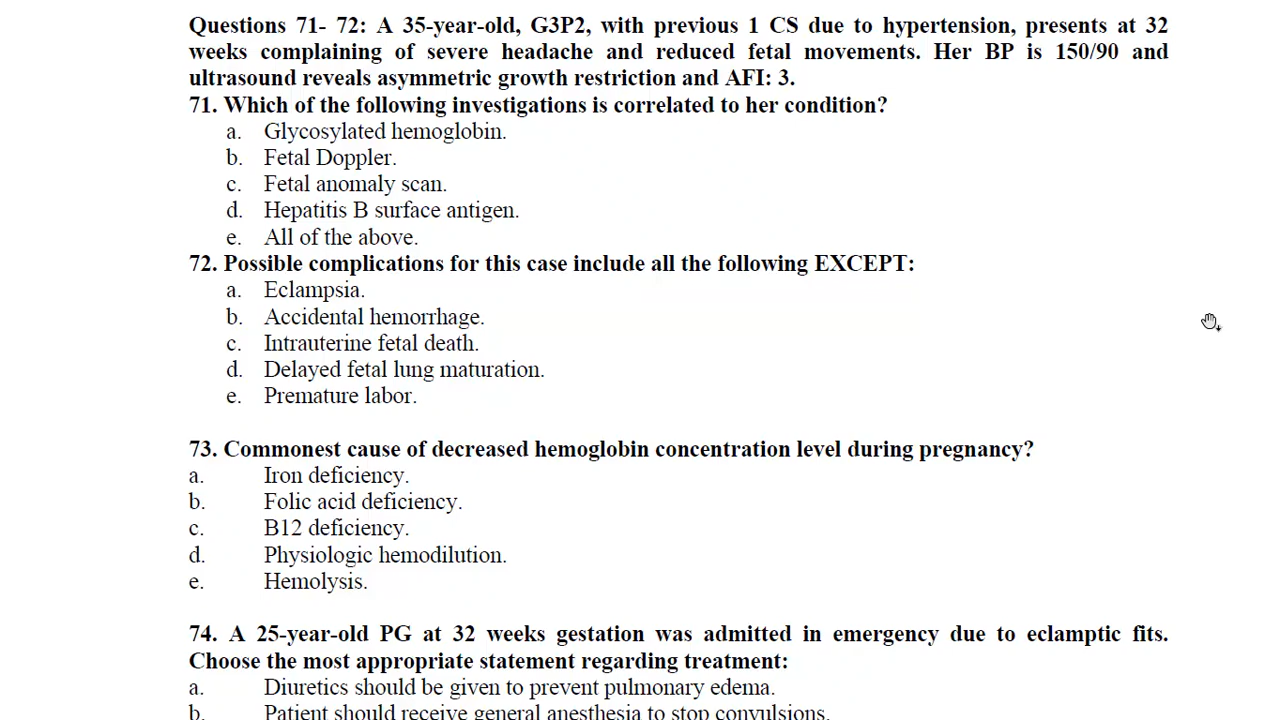 Questions 71- 72: A 35-year-old, G3P2, with previous 1 CS due to hypertension, presents at 32
weeks complaining of severe headache and reduced fetal movements. Her BP is 150/90 and
ultrasound reveals asymmetric growth restriction and AFI: 3.
71. Which of the following investigations is correlated to her condition?
a. Glycosylated hemoglobin.
b. Fetal Doppler.
c. Fetal anomaly scan.
d. Hepatitis B surface antigen.
e. All of the above.
72. Possible complications for this case include all the following EXCEPT:
a. Eclampsia.
b. Accidental hemorrhage.
c. Intrauterine fetal death.
d. Delayed fetal lung maturation.
e. Premature labor.
73. Commonest cause of decreased hemoglobin concentration level during pregnancy?
a. Iron deficiency.
b. Folic acid deficiency.
c. B12 deficiency.
d. Physiologic hemodilution.
e. Hemolysis.
74. A 25-year-old PG at 32 weeks gestation was admitted in emergency due to eclamptic fits.
Choose the most appropriate statement regarding treatment:
a. Diuretics should be given to prevent pulmonary edema.
b. Patient should receive general anesthesia to stop convulsions.